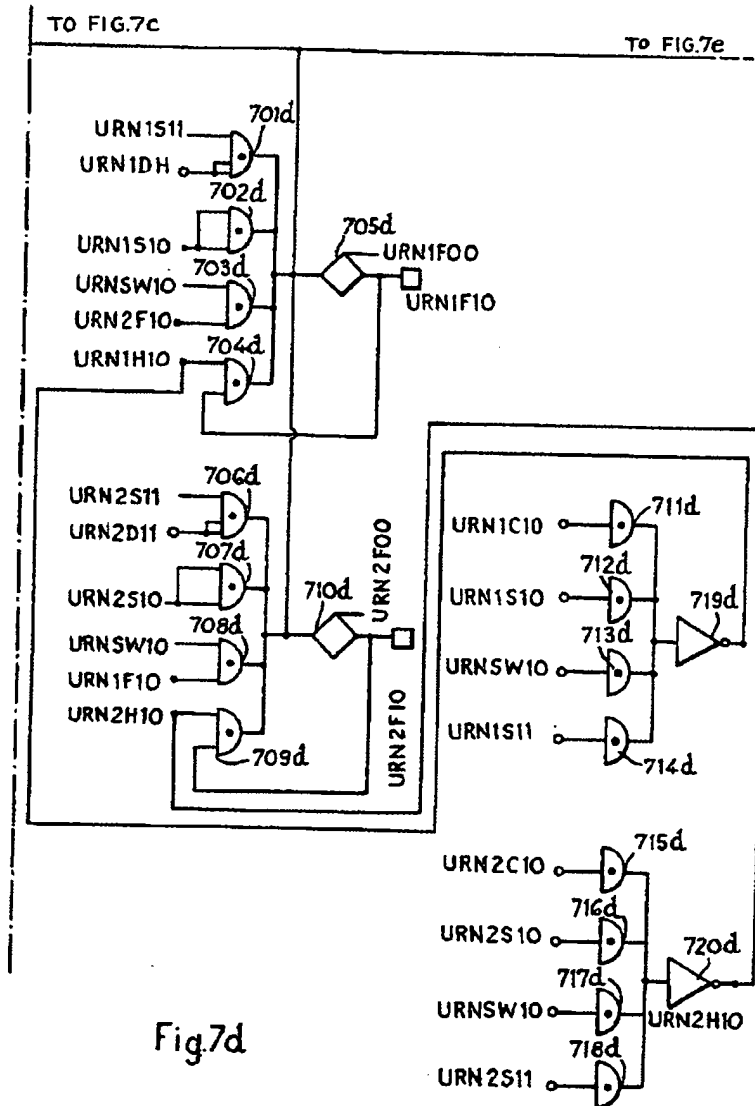 TO FIG.7c
TO FIG.7e
URN1S11
701d
URN1DH
702d
URN1S10
703d
705d
URN1F00
URNSW10
URN1F10
URN2F10
704d
URN1H10
URN2S11
706d
URN2D11
707d
URN2S10
710d
URN2F00
URNSW10
708d
URN1F10
URN2H10
709d
URN2F10
URN1C10
711d
URN1S10
712d
719d
URNSW10
713d
URN1S11
714d
URN2C10
715d
URN2S10
716d
720d
URNSW10
717d
URN2H10
URN2S11
718d
Fig.7d